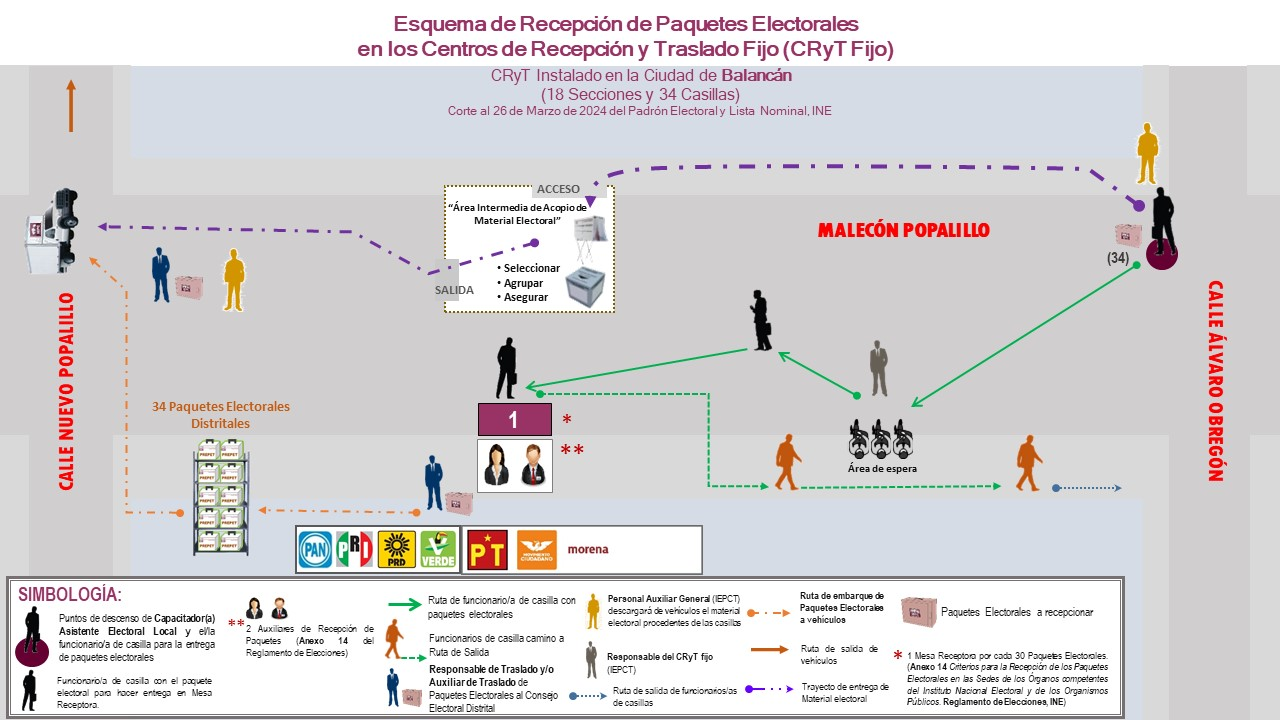 Esquema de Recepción de Paquetes Electorales
en los Centros de Recepción y Traslado Fijo (CRyT Fijo)
CRyT Instalado en la Ciudad de Balancán
(18 Secciones y 34 Casillas)
Corte al 26 de Marzo de 2024 del Padrón Electoral y Lista Nominal, INE
ACCESO
“Área Intermedia de Acopio de
Material Electoral”
• Seleccionar
• Agrupar
• Asegurar
SALIDA
MALECÓN POPALILLO
(34)
CALLE NUEVO POPALILLO
CALLE ÁLVARO OBREGÓN
34 Paquetes Electorales
Distritales
1 *
**
Área de espera
PAN
PRI
PRD
VERDE
PT
MOVIMIENTO
CIUDADANO
morena
SIMBOLOGÍA:
Puntos de descenso de Capacitador(a)
Asistente Electoral Local y el/la
funcionario/a de casilla para la entrega
de paquetes electorales
Funcionario/a de casilla con el paquete
electoral para hacer entrega en Mesa
Receptora.
**
2 Auxiliares de Recepción de
Paquetes (Anexo 14 del
Reglamento de Elecciones)
Ruta de funcionario/a de casilla con
paquetes electorales
Funcionarios de casilla camino a
Ruta de Salida
Responsable de Traslado y/o
Auxiliar de Traslado de
Paquetes Electorales al Consejo
Electoral Distrital
Personal Auxiliar General (IEPCT)
descargará de vehículos el material
electoral procedentes de las casillas
Responsable del CRyT fijo
(IEPCT)
Ruta de salida de funcionarios/as
de casillas
Ruta de embarque de
Paquetes Electorales
a vehículos
Ruta de salida de
vehículos
Trayecto de entrega de
Material electoral
Paquetes Electorales a recepcionar
* 1 Mesa Receptora por cada 30 Paquetes Electorales.
(Anexo 14 Criterios para la Recepción de los Paquetes
Electorales en las Sedes de los Órganos competentes
del Instituto Nacional Electoral y de los Organismos
Públicos. Reglamento de Elecciones, INE)